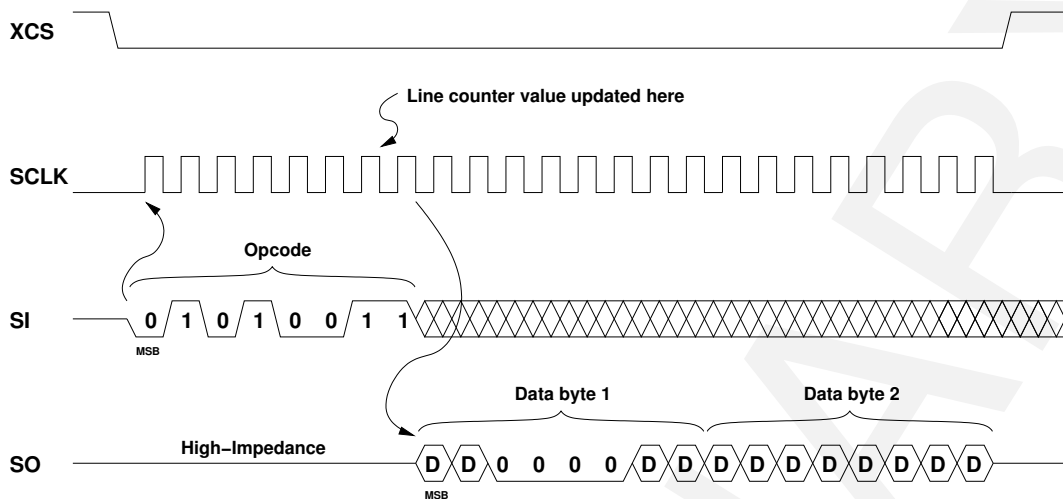 XCS
Line counter value updated here
SCLK
Opcode
SI 0 1 0 1 0 0 1 1
MSB
Data byte 1 Data byte 2
High−Impedance
SO D D 0 0 0 0 D D D D D D D D D D
MSB